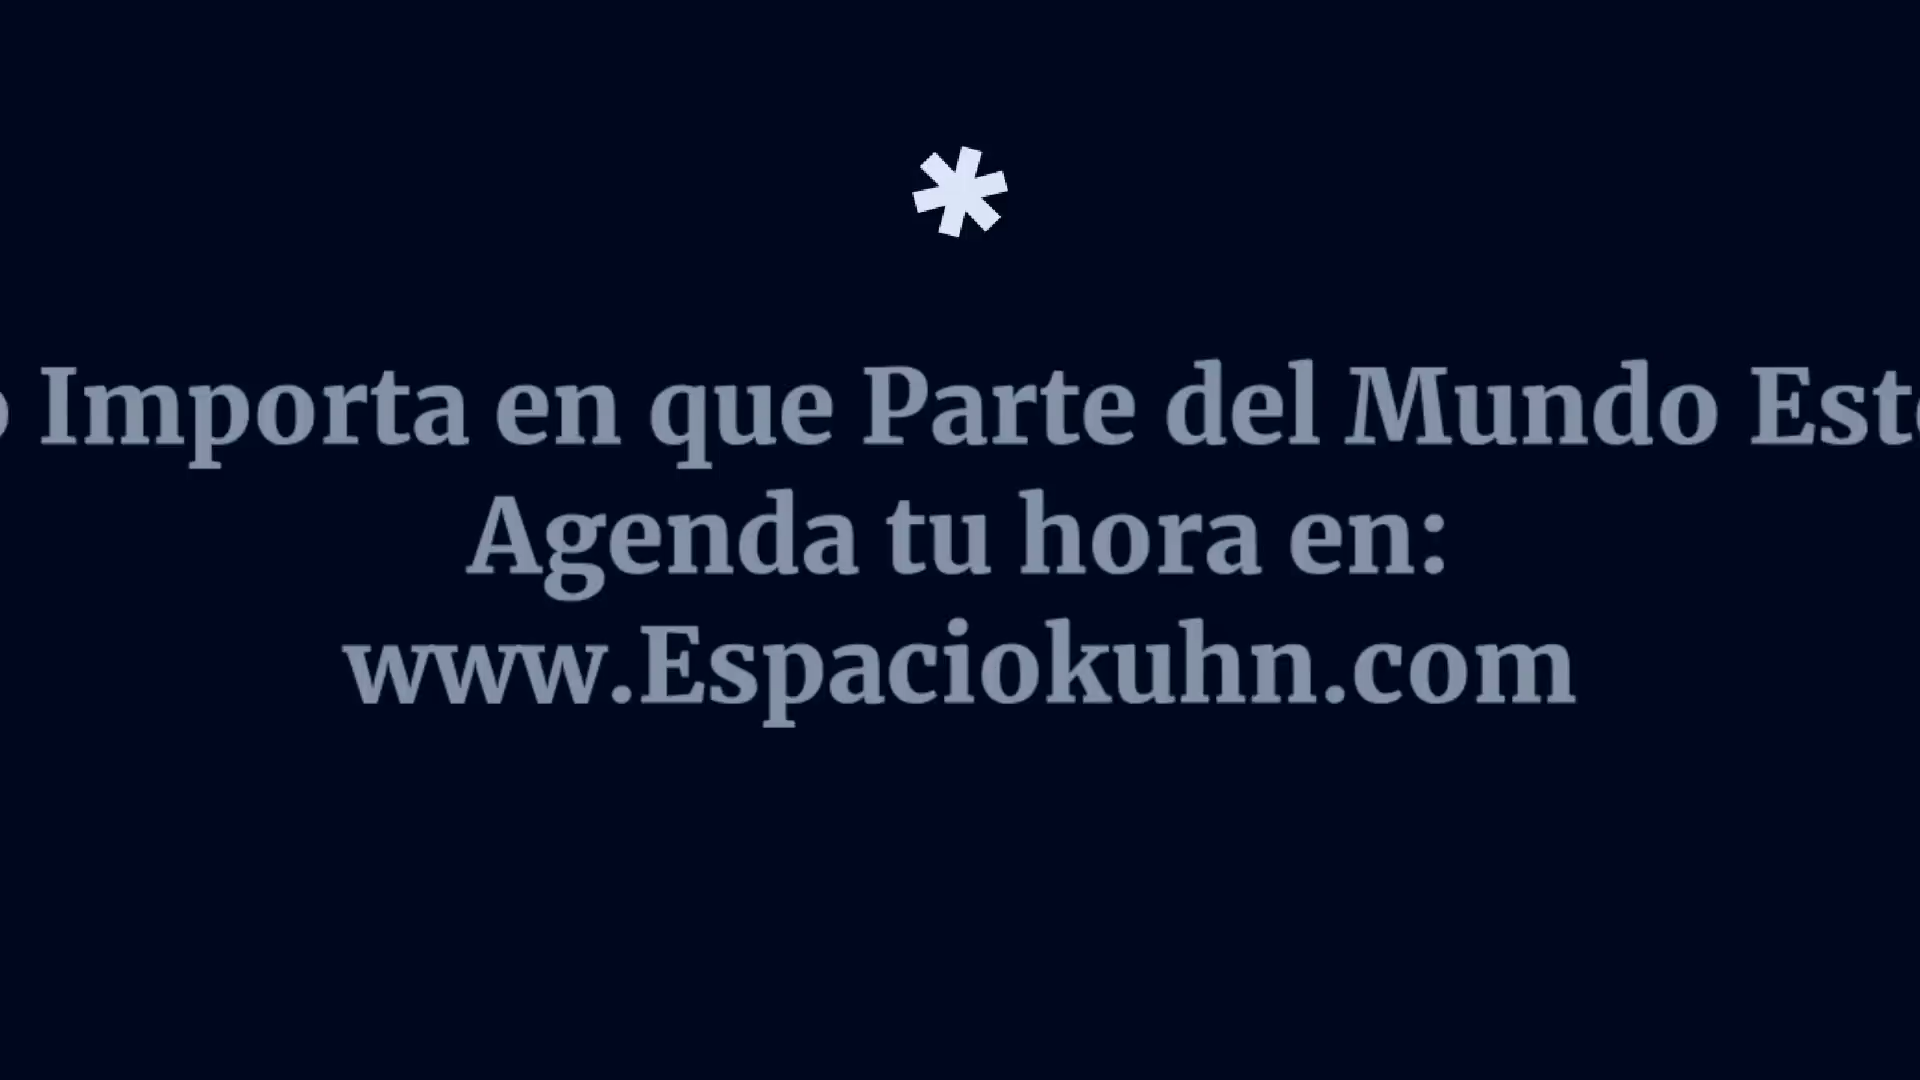 *
Importa en que Parte del Mundo
Agenda tu hora en:
www.Espaciokuhn.com